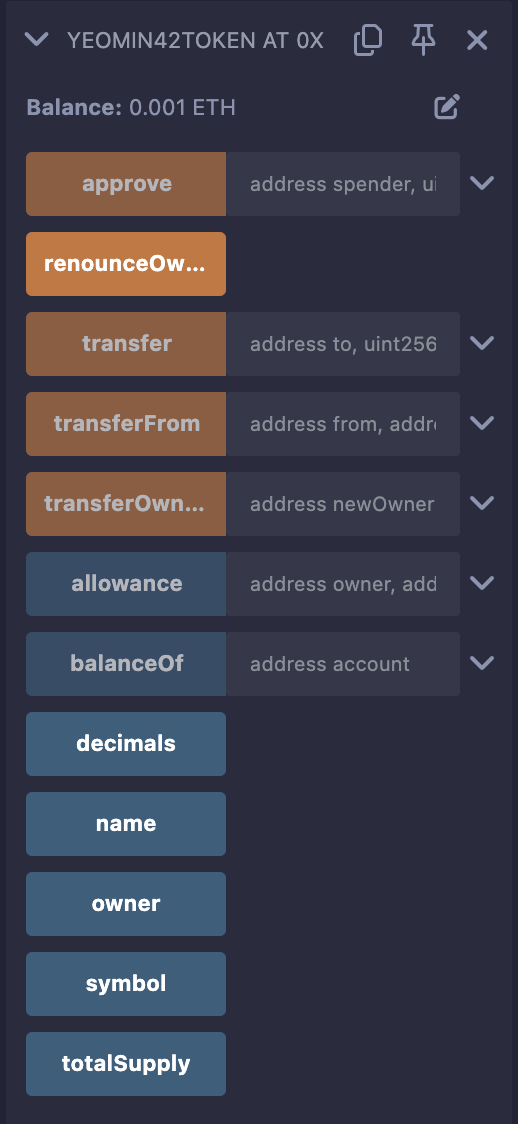 YEOMIN42TOKEN AT 0X
Balance: 0.001 ETH
approve address spender, ui
renounceOw...
transfer address to, uint256
transferFrom address from, addre
transferOwn... address newOwner
allowance address owner, add
balanceOf address account
decimals
name
owner
symbol
totalSupply